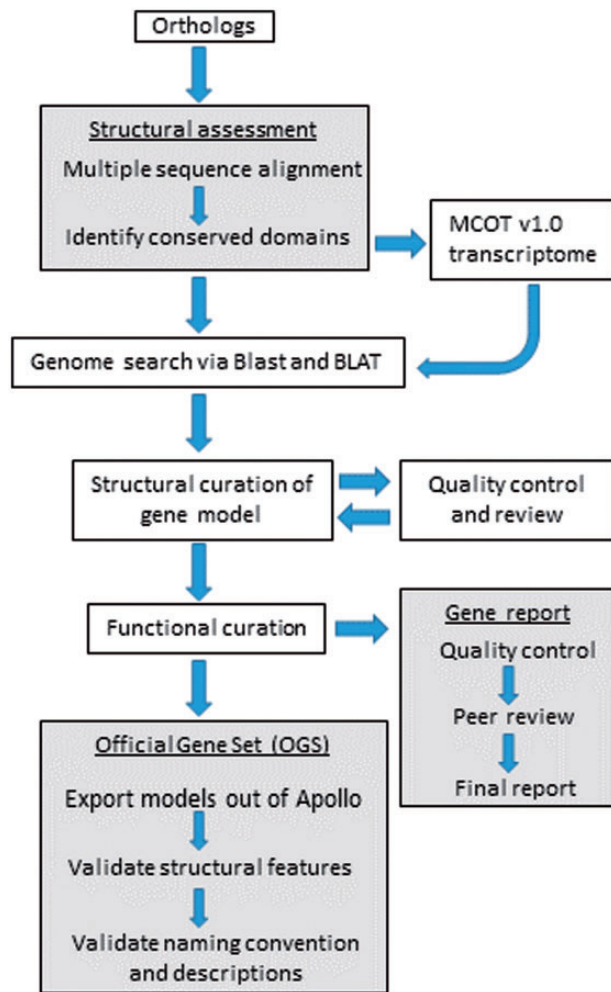 Orthologs
Structural assessment
Multiple sequence alignment
Identify conserved domains
MCOT v1.0
transcriptome
Genome search via Blast and BLAT
Structural curation of
gene model
Quality control
and review
Functional curation
Gene report
Quality control
Peer review
Final report
Official Gene Set (OGS)
Export models out of Apollo
Validate structural features
Validate naming convention
and descriptions